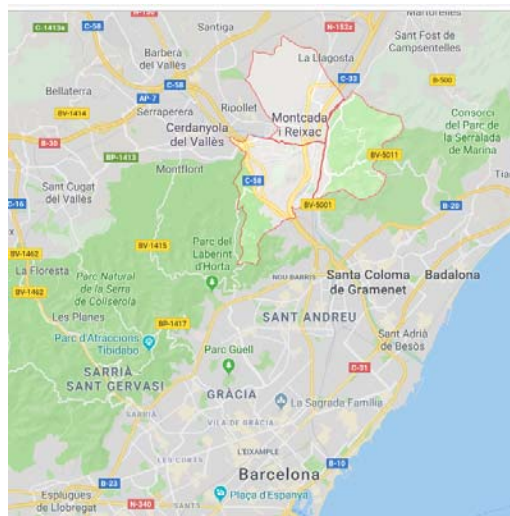 MARTORELLES
C-1413a
C-58
Santiga
N-152a
Sant Fost de
Campsentelles
Barberà
del Vallès
La Llagosta
C-58
C-33
B-500
Bellaterra
AP-7
Ripollet
Serraperera
BV-1414
Montcada
i Reixac
Consorci
del Parc de
la Serralada
de Marina
Cerdanyola
del Vallès
B-30
BP-1413
BV-5011
Montflorit
C-58
Tia
Sant Cugat
del Vallès
C-16
BV-5001
B-20
BV-1462
BV-1415
Parc del
Laberint
d'Horta
La Floresta
Parc Natural
de la Serra
de Collserola
NOU BARRIS
Santa Coloma
de Gramenet
Badalona
BV-1462
Les Planes
BP-1417
SANT ANDREU
Parc d'Atraccions
Tibidabo
Sant Adrià
de Besòs
Parc Güell
SARRIÀ
SANT GERVASI
C-31
GRÀCIA
La Sagrada Família
SARRIÀ
VILA DE GRÀCIA
L'EIXAMPLE
LES CORTS
B-10
Barcelona
B-23
Esplugues
de Llobregat
N-340
SANTS
Plaça d'Espanya